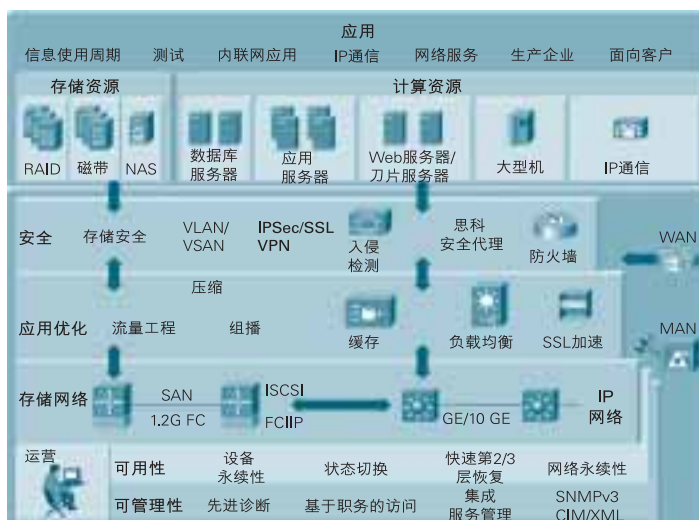 应用
信息使用周期 测试 内联网应用 IP通信 网络服务 生产企业 面向客户
存储资源 计算资源
RAID 磁带 NAS 数据库 服务器 应用 服务器 Web服务器/ 刀片服务器 大型机 IP通信
安全 存储安全 VLAN/ VSAN IPSec/SSL VPN 入侵 检测 思科 安全代理 防火墙 WAN
压缩
应用优化 流量工程 组播 缓存 负载均衡 SSL加速 MAN
存储网络 SAN 1.2G FC ISCSI FCIIP GE/10 GE IP 网络
运营
可用性 设备 永续性 状态切换 快速第2/3 层恢复 网络永续性
可管理性 先进诊断 基于职务的访问 集成 服务管理 SNMPv3 CIM/XML